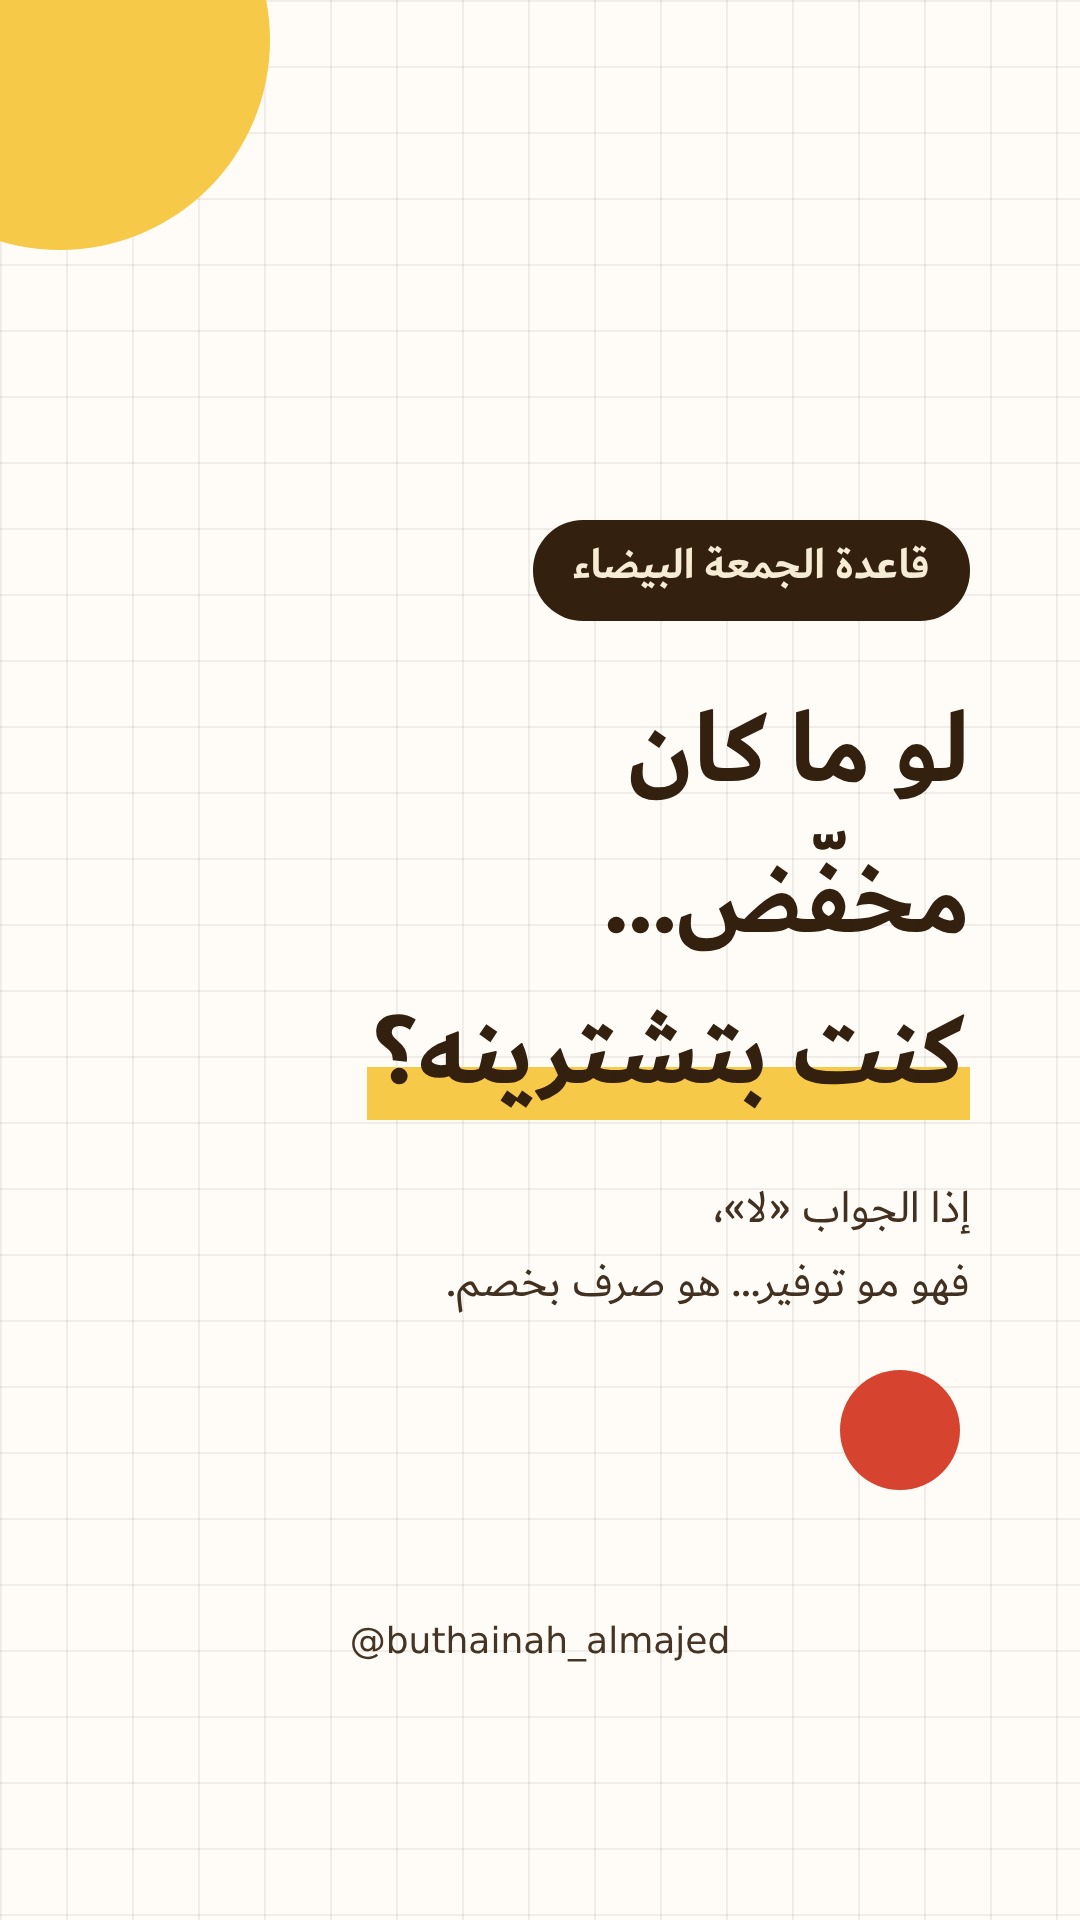 قاعدة الجمعة البيضاء
لو ما كان
مخفّض...
كنت بتشترينه؟
إذا الجواب «لا»،
فهو مو توفير... هو صرف بخصم.
@buthainah_almajed